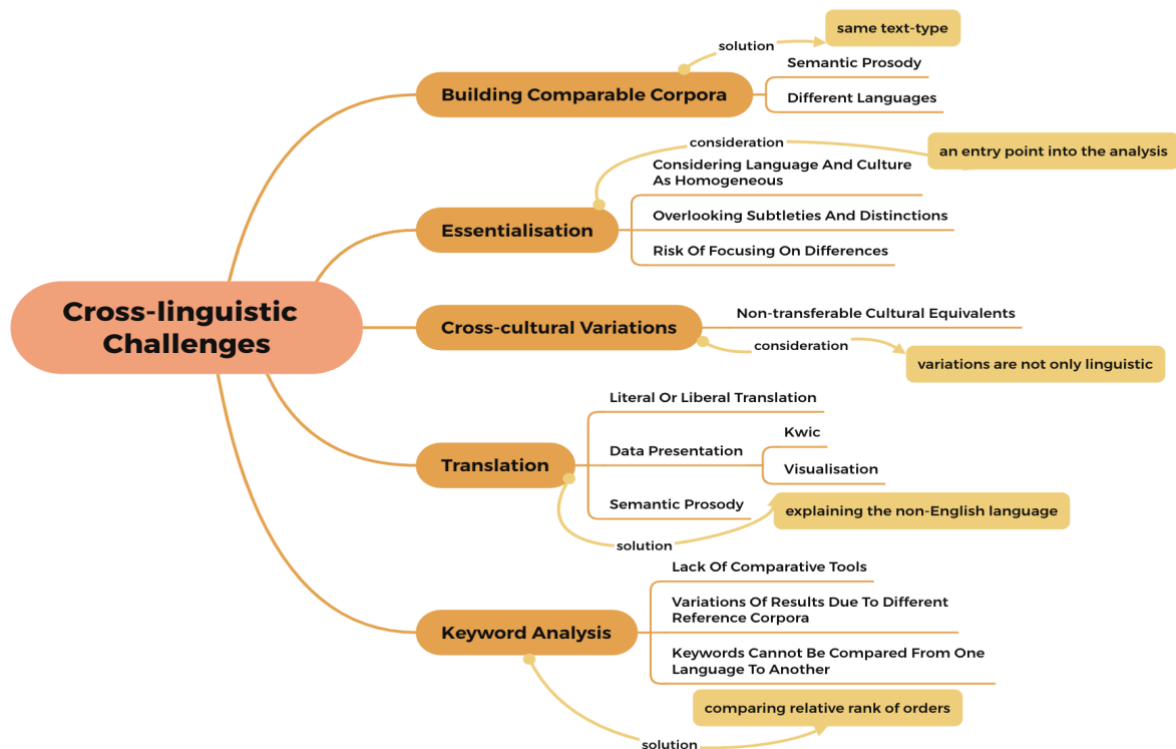 Cross-linguistic
Challenges
Building Comparable Corpora
solution
same text-type
Semantic Prosody
Different Languages
Essentialisation
consideration
an entry point into the analysis
Considering Language And Culture
As Homogeneous
Overlooking Subtleties And Distinctions
Risk Of Focusing On Differences
Cross-cultural Variations
Non-transferable Cultural Equivalents
consideration
variations are not only linguistic
Translation
Literal Or Liberal Translation
Data Presentation
Kwic
Visualisation
Semantic Prosody
solution
explaining the non-English language
Keyword Analysis
Lack Of Comparative Tools
Variations Of Results Due To Different
Reference Corpora
Keywords Cannot Be Compared From One
Language To Another
solution
comparing relative rank of orders